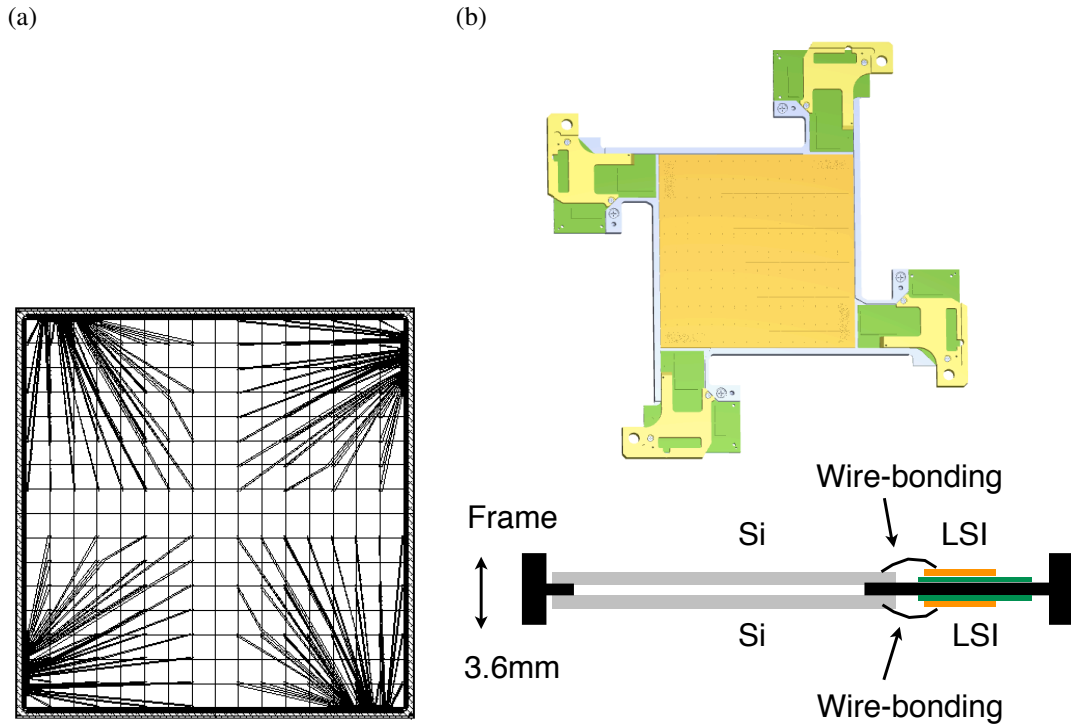 (a)
(b)
Wire-bonding
Frame
Si
LSI
Si
LSI
3.6mm
Wire-bonding